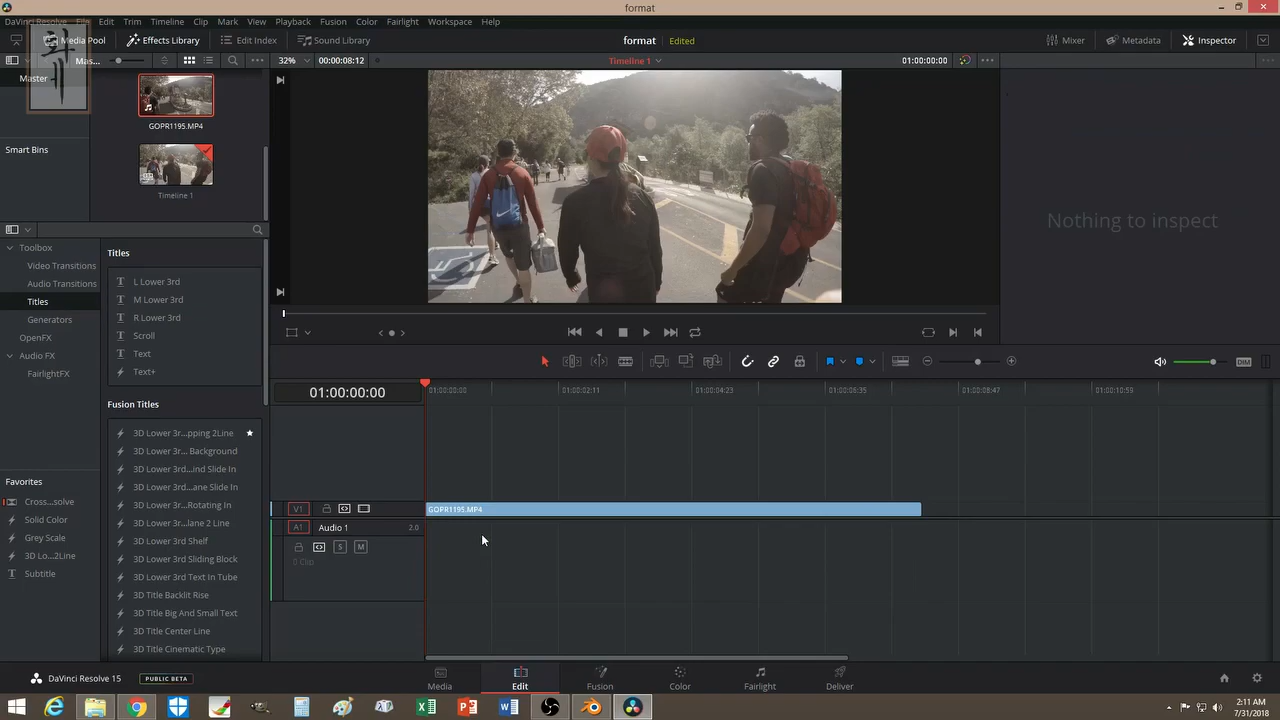 format
DaVinci Resolve File Edit Trim Timeline Clip Mark View Playback Fusion Color Fairlight Workspace Help
Media Pool Effects Library Edit Index Sound Library format Edited Mixer Metadata Inspector
Mas... 32% 00:00:08:12 Timeline 1 01:00:00:00
Master
GOPR1195.MP4
Smart Bins
Timeline 1
Nothing to inspect
Toolbox
Video Transitions
Audio Transitions
Titles
Generators
OpenFX
Audio FX
FairlightFX
Titles
L Lower 3rd
M Lower 3rd
R Lower 3rd
Scroll
Text
Text+
Fusion Titles
3D Lower 3r...pping 2Line
3D Lower 3r... Background
3D Lower 3rd...ind Slide In
3D Lower 3rd...ane Slide In
3D Lower 3r...Rotating In
3D Lower 3r...lane 2 Line
3D Lower 3rd Shelf
3D Lower 3rd Sliding Block
3D Lower 3rd Text In Tube
3D Title Backlit Rise
3D Title Big And Small Text
3D Title Center Line
3D Title Cinematic Type
Favorites
Cross...solve
Solid Color
Grey Scale
3D Lo...2Line
Subtitle
DIM
01:00:00:00 01:00:00:00 01:00:02:11 01:00:04:23 01:00:06:35 01:00:08:47 01:00:10:59
V1 GOPR1195.MP4
A1 Audio 1 2.0
S M
0 Clip
DaVinci Resolve 15 PUBLIC BETA Media Edit Fusion Color Fairlight Deliver
2:11 AM
7/31/2018